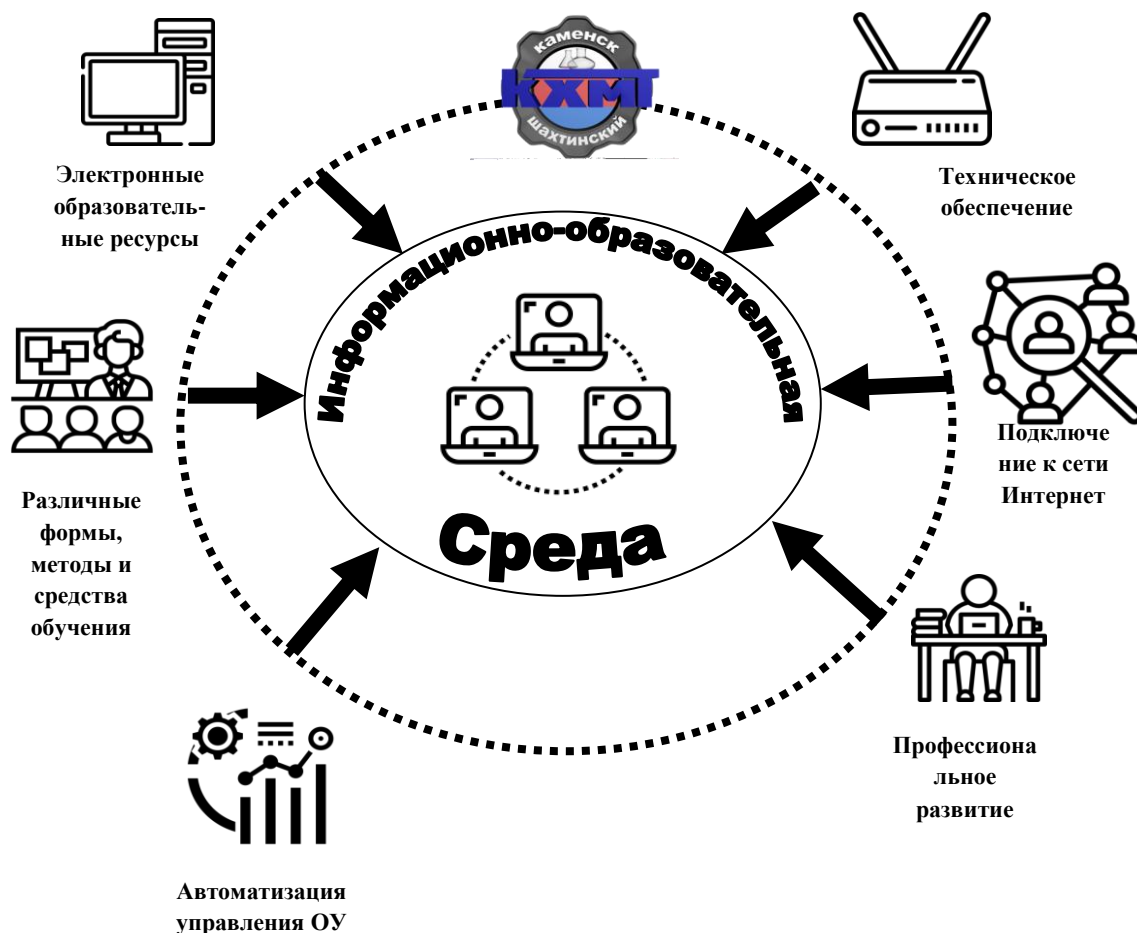 КАМЕНСК
КХМТ
ШАХТИНСКИЙ
Электронные
образователь-
ные ресурсы
Техническое
обеспечение
Информационно-образовательная
Среда
Различные
формы,
методы и
средства
обучения
Подключе
ние к сети
Интернет
Профессиона
льное
развитие
Автоматизация
управления ОУ